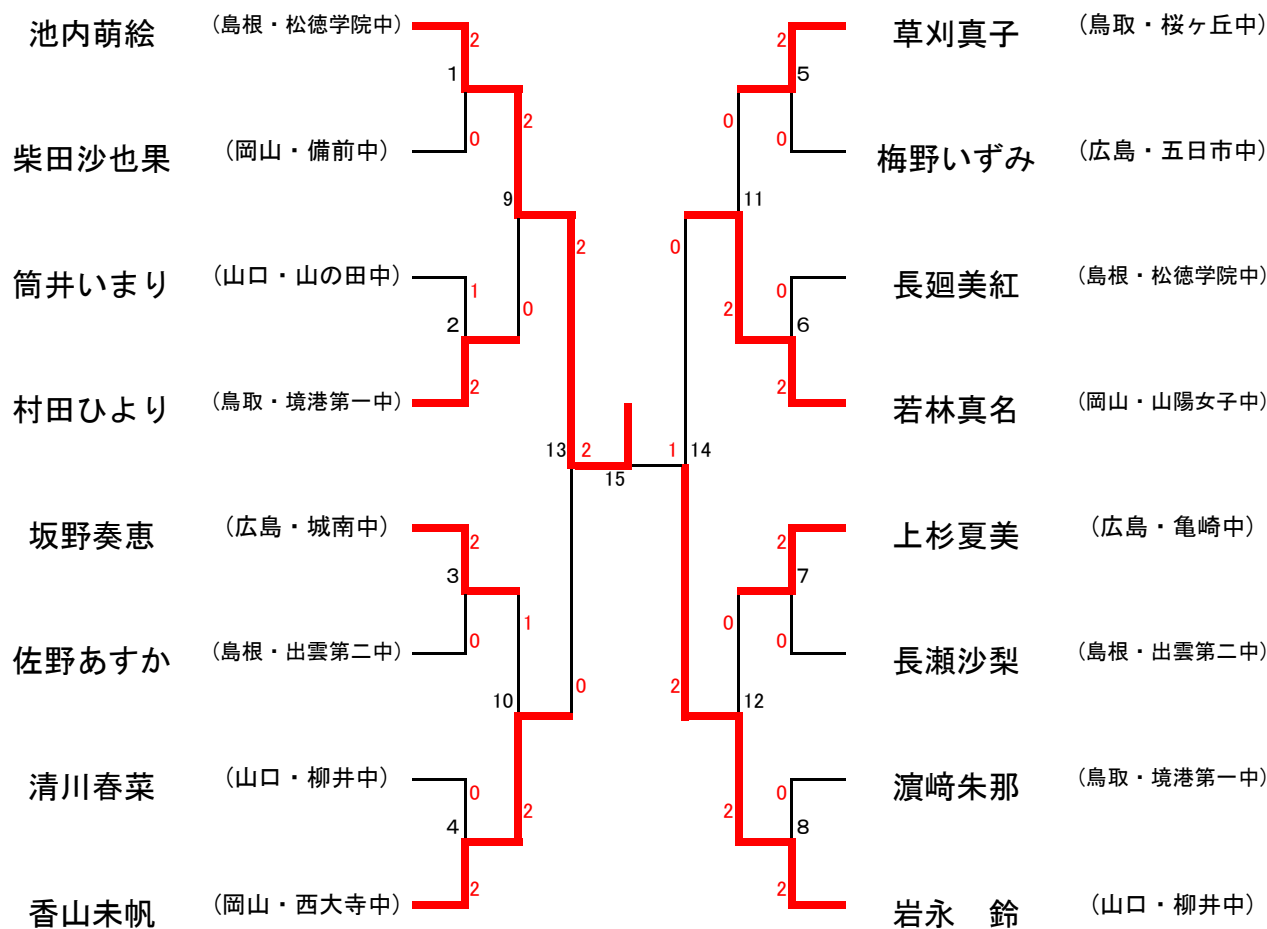 池内萌絵 (島根・松徳学院中) 2 2 草刈真子 (鳥取・桜ヶ丘中)
1 5
柴田沙也果 (岡山・備前中) 0 2 0 0 梅野いずみ (広島・五日市中)
9 11
2 0
筒井いまり (山口・山の田中) 1 0 長廻美紅 (島根・松徳学院中)
2 0 2 6
村田ひより (鳥取・境港第一中) 2 2 若林真名 (岡山・山陽女子中)
13 2 1 14
15
坂野奏恵 (広島・城南中) 2 2 上杉夏美 (広島・亀崎中)
3 7
1 0
佐野あすか (島根・出雲第二中) 0 0 長瀬沙梨 (島根・出雲第二中)
0 2
10 12
清川春菜 (山口・柳井中) 0 0 濵﨑朱那 (鳥取・境港第一中)
4 2 2 8
香山未帆 (岡山・西大寺中) 2 2 岩永　鈴 (山口・柳井中)